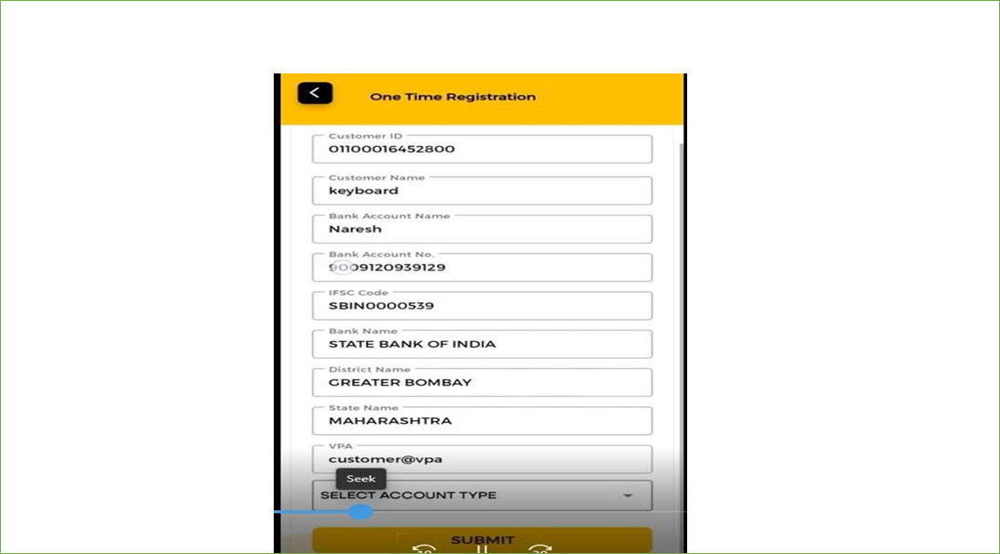 One Time Registration
Customer ID
01100016452800
Customer Name
keyboard
Bank Account Name
Naresh
Bank Account No.
9009120939129
IFSC Code
SBIN0000539
Bank Name
STATE BANK OF INDIA
District Name
GREATER BOMBAY
State Name
MAHARASHTRA
VPA
customer@vpa
Seek
SELECT ACCOUNT TYPE
SUBMIT